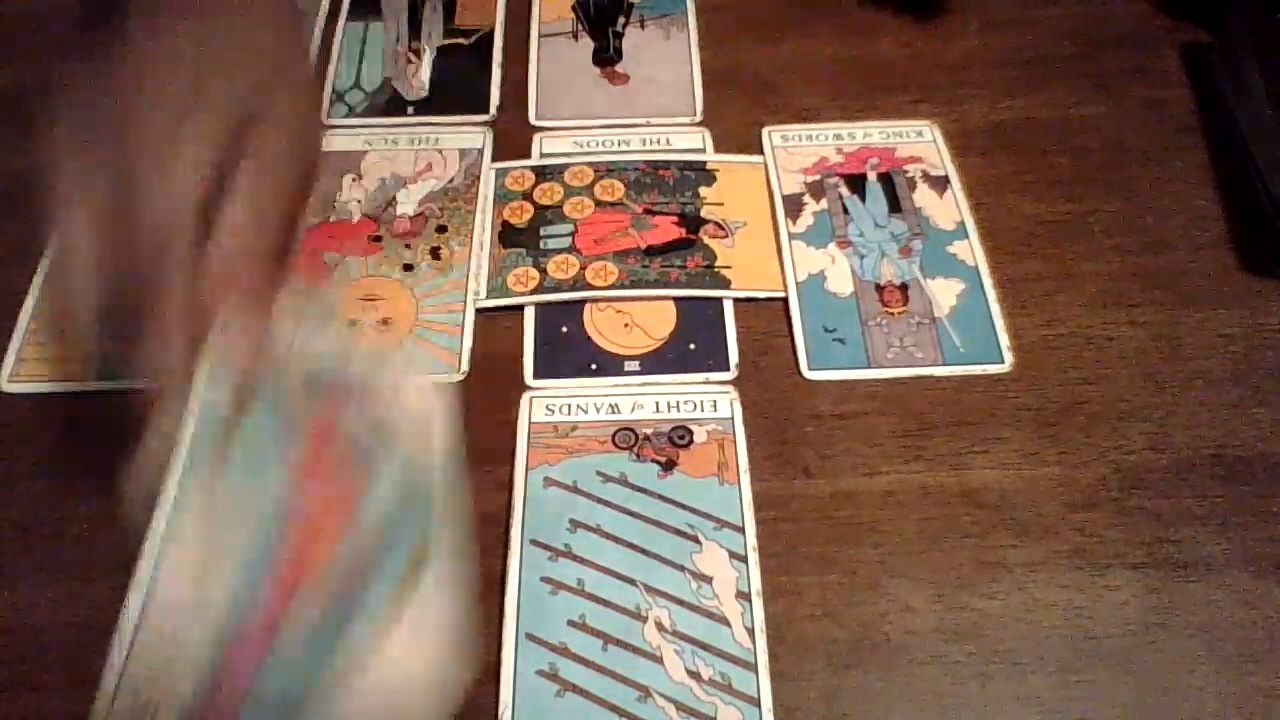 THE SUN
THE MOON
KING of SWORDS
EIGHT of WANDS